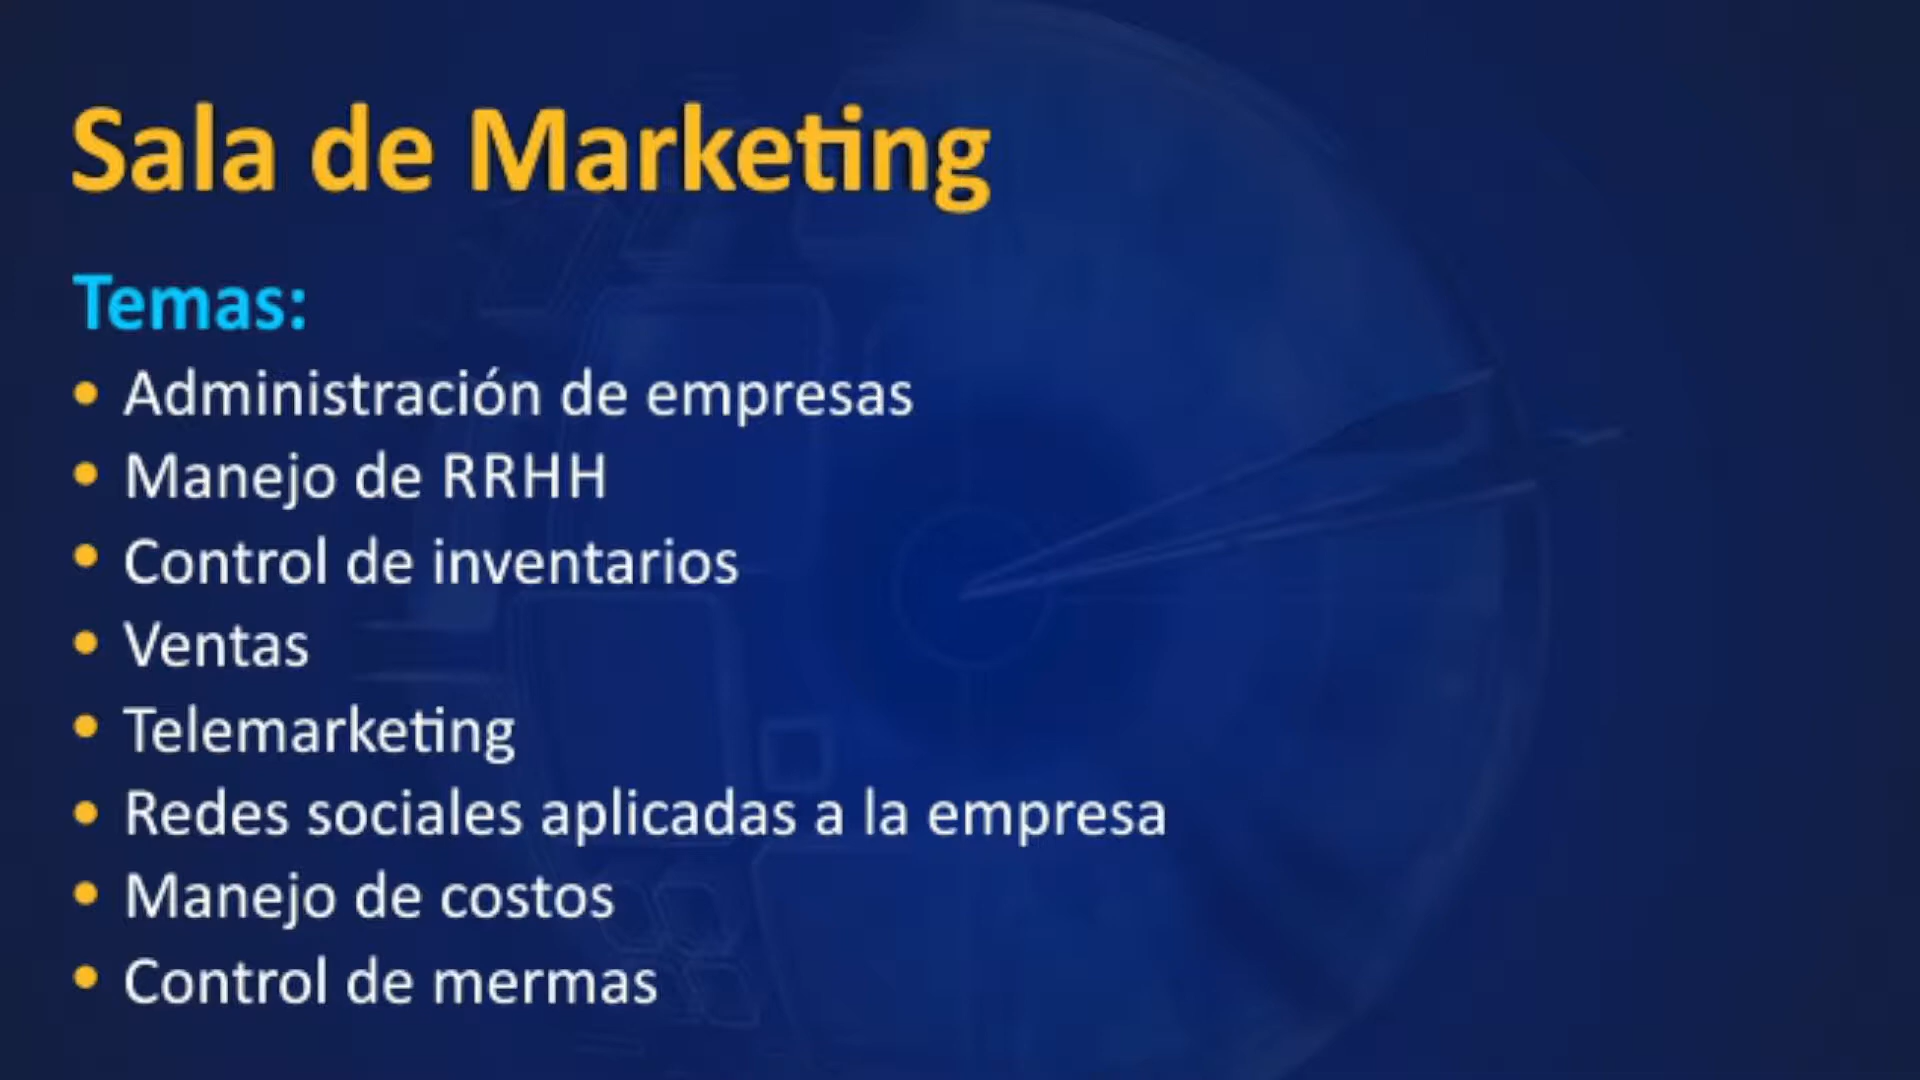 Sala de Marketing
Temas:
• Administración de empresas
• Manejo de RRHH
• Control de inventarios
• Ventas
• Telemarketing
• Redes sociales aplicadas a la empresa
• Manejo de costos
• Control de mermas